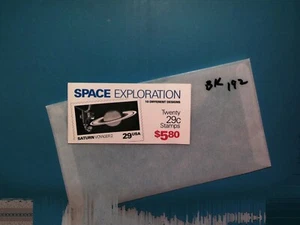 BK 192
SPACE EXPLORATION
10 DIFFERENT DESIGNS
Twenty
29c
Stamps
$5.80
SATURN VOYAGER 2
29USA